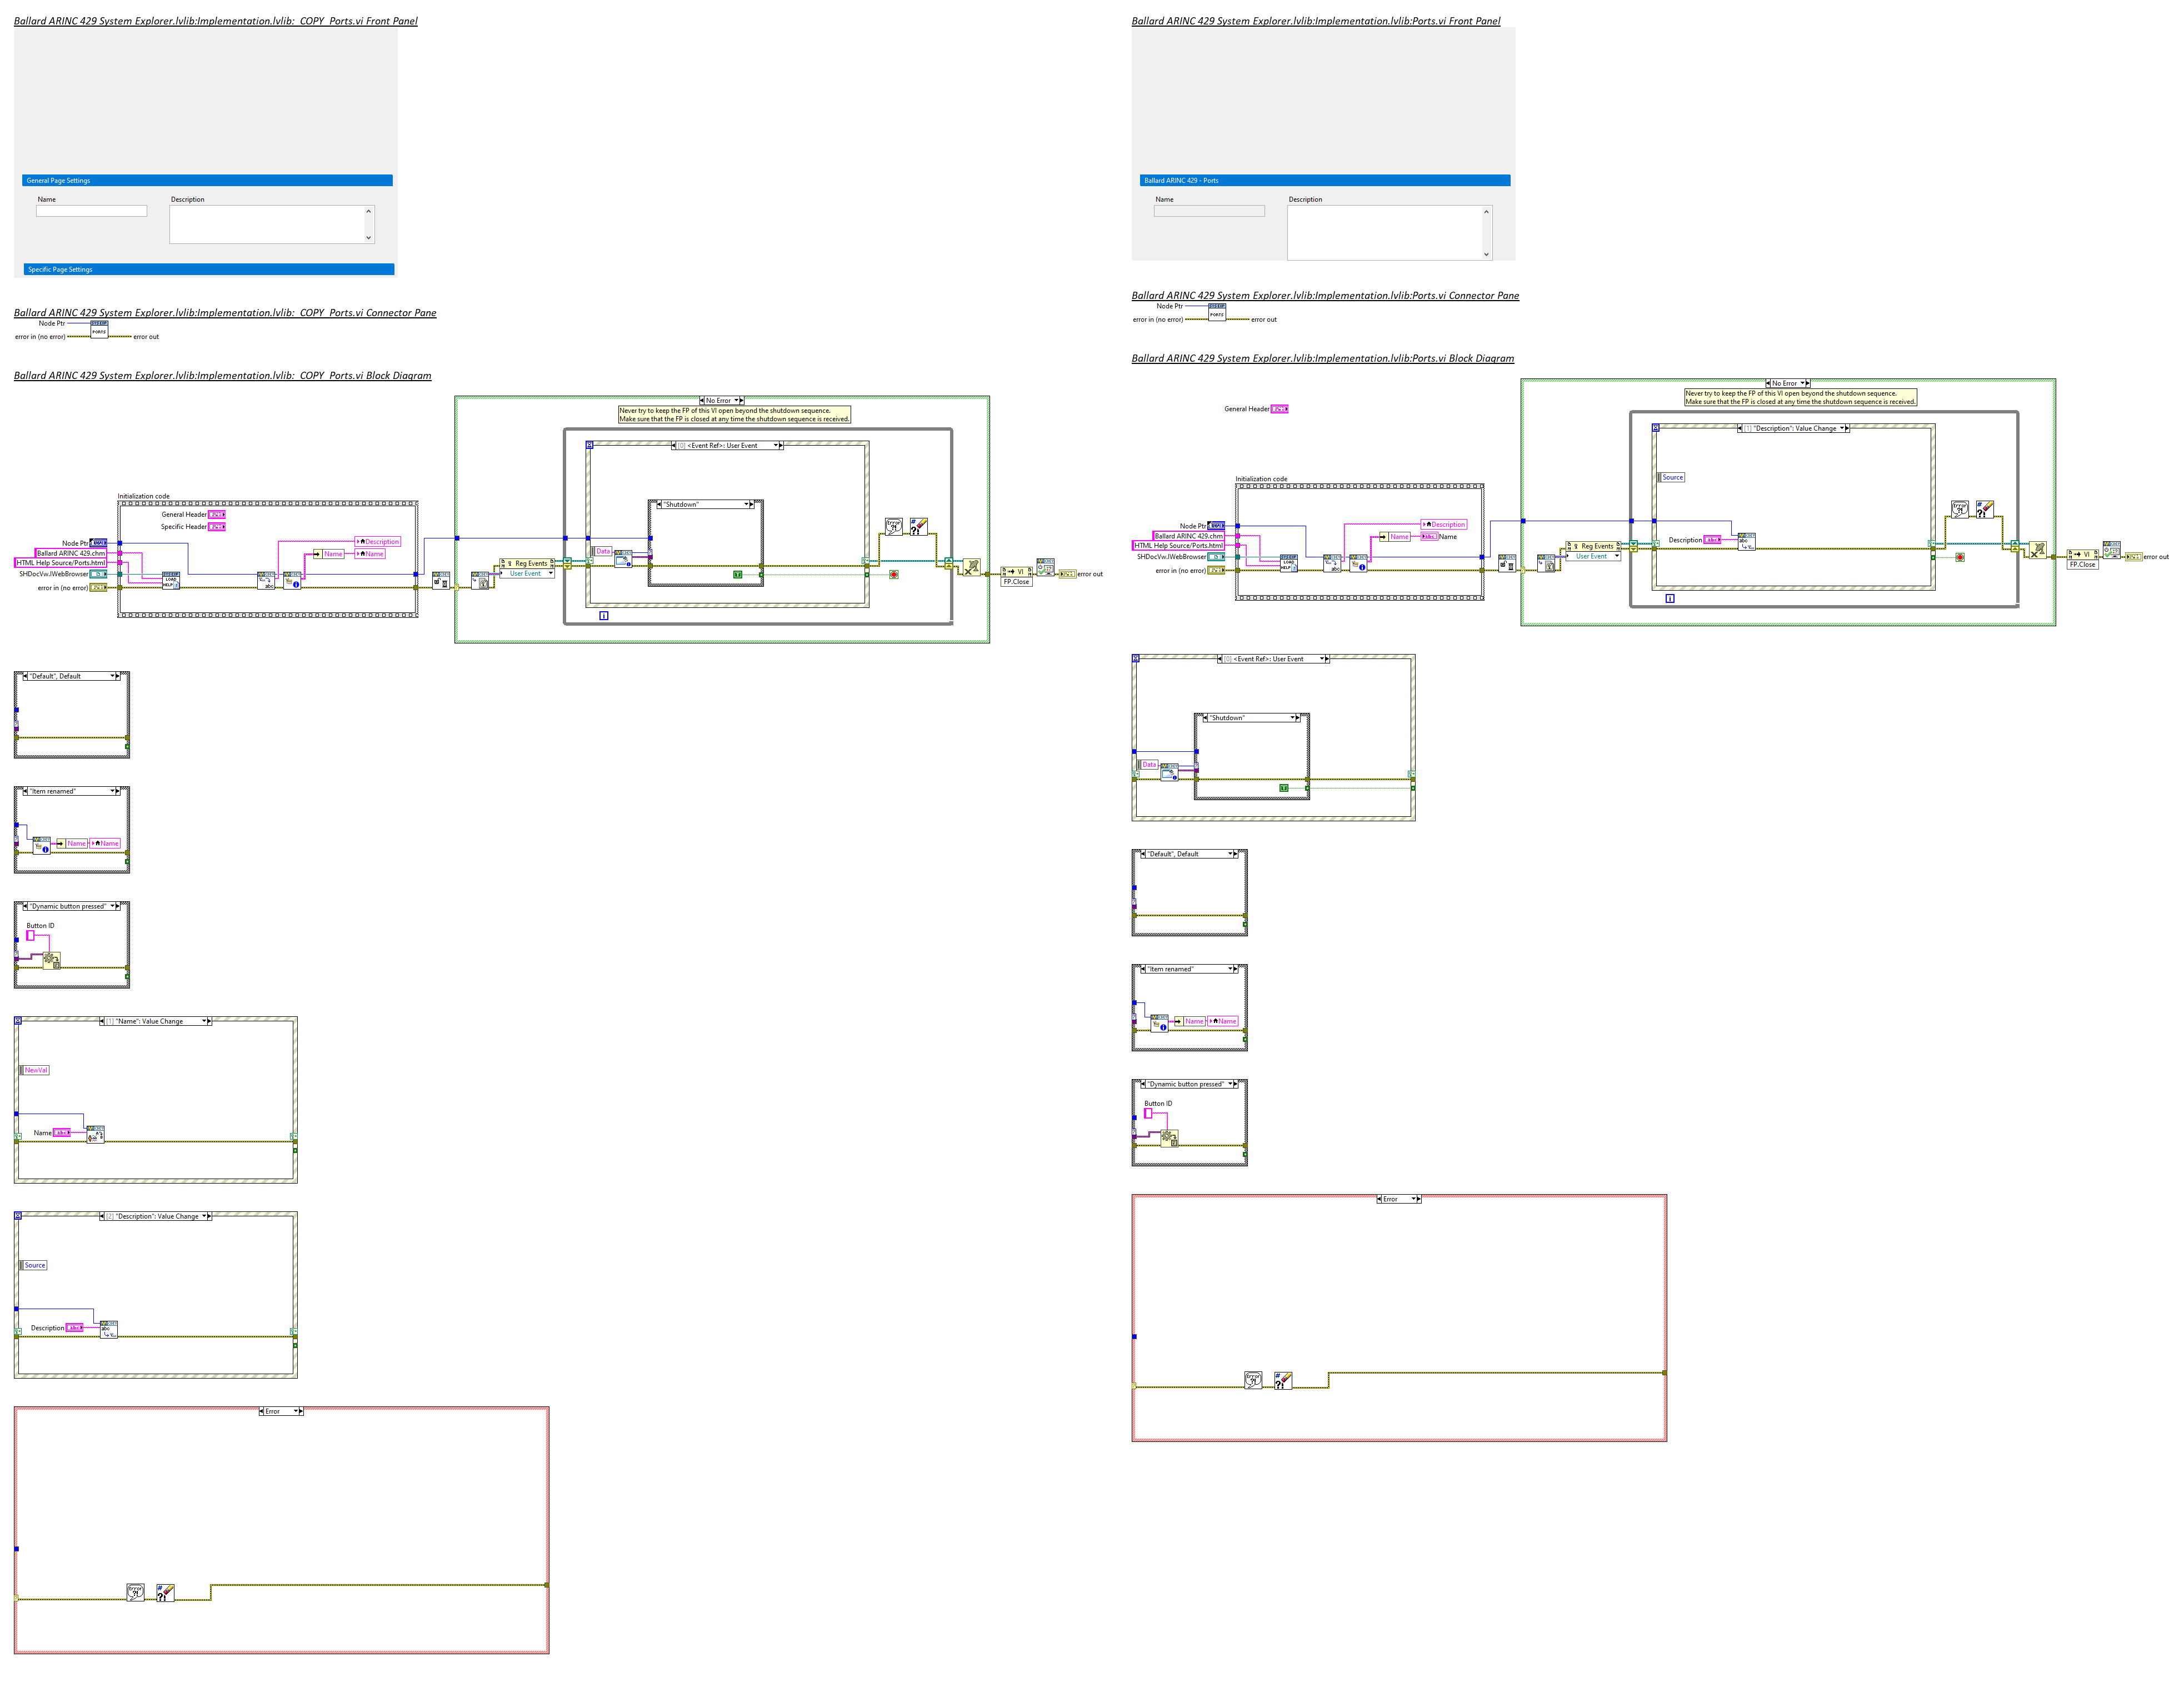 Ballard ARINC 429 System Explorer.lvlib:Implementation.lvlib:_COPY_Ports.vi Front Panel
General Page Settings
Name
Description
Specific Page Settings
Ballard ARINC 429 System Explorer.lvlib:Implementation.lvlib:_COPY_Ports.vi Connector Pane
Node Ptr
PORTS
error in (no error)
error out
Ballard ARINC 429 System Explorer.lvlib:Implementation.lvlib:_COPY_Ports.vi Block Diagram
No Error
Never try to keep the FP of this VI open beyond the shutdown sequence.
Make sure that the FP is closed at any time the shutdown sequence is received.
[0] <Event Ref>: User Event
Initialization code
"Shutdown"
General Header
Specific Header
Node Ptr
Description
Ballard ARINC 429.chm
Name
Name
HTML Help Source/Ports.html
Data
Reg Events
SHDocVw.IWebBrowser
User Event
error in (no error)
VI
FP.Close
error out
"Default", Default
"Item renamed"
Name
Name
"Dynamic button pressed"
Button ID
[1] "Name": Value Change
NewVal
Name
[2] "Description": Value Change
Source
Description
Error
Ballard ARINC 429 System Explorer.lvlib:Implementation.lvlib:Ports.vi Front Panel
Ballard ARINC 429 - Ports
Name
Description
Ballard ARINC 429 System Explorer.lvlib:Implementation.lvlib:Ports.vi Connector Pane
Node Ptr
PORTS
error in (no error)
error out
Ballard ARINC 429 System Explorer.lvlib:Implementation.lvlib:Ports.vi Block Diagram
No Error
Never try to keep the FP of this VI open beyond the shutdown sequence.
Make sure that the FP is closed at any time the shutdown sequence is received.
General Header
[1] "Description": Value Change
Source
Initialization code
Node Ptr
Description
Ballard ARINC 429.chm
Name
Name
HTML Help Source/Ports.html
Description
Reg Events
SHDocVw.IWebBrowser
User Event
error in (no error)
VI
FP.Close
error out
[0] <Event Ref>: User Event
"Shutdown"
Data
"Default", Default
"Item renamed"
Name
Name
"Dynamic button pressed"
Button ID
Error